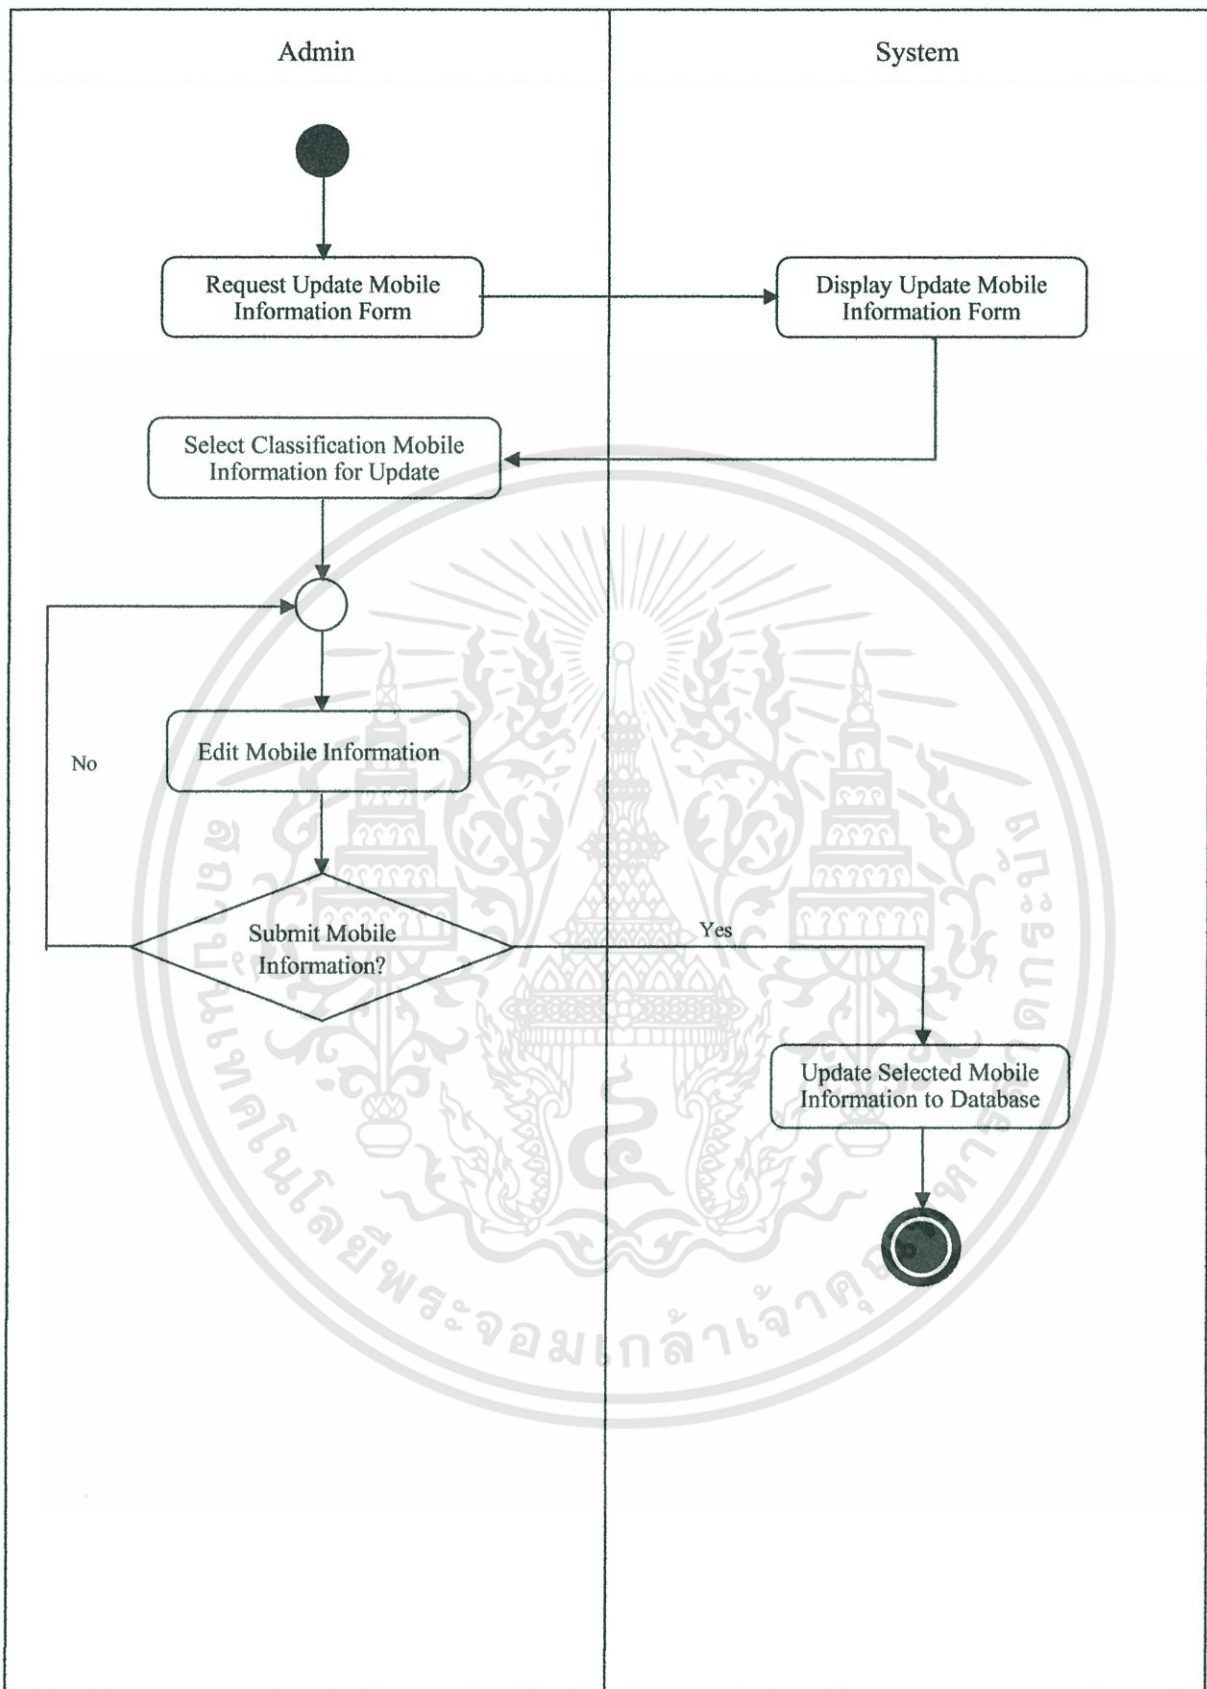 Admin
System
Request Update Mobile
Information Form
Display Update Mobile
Information Form
Select Classification Mobile
Information for Update
Edit Mobile Information
No
Submit Mobile
Information?
Yes
Update Selected Mobile
Information to Database